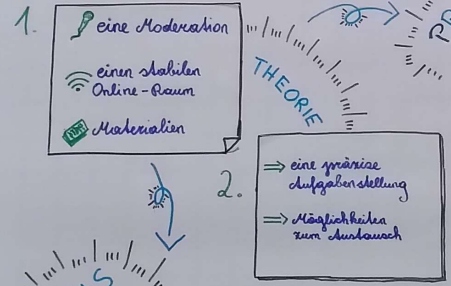 1.
eine Moderation
einen stabilen
Online-Raum
Materialien
THEORIE
2.
eine präzise
Aufgabenstellung
Möglichkeiten
zum Austausch